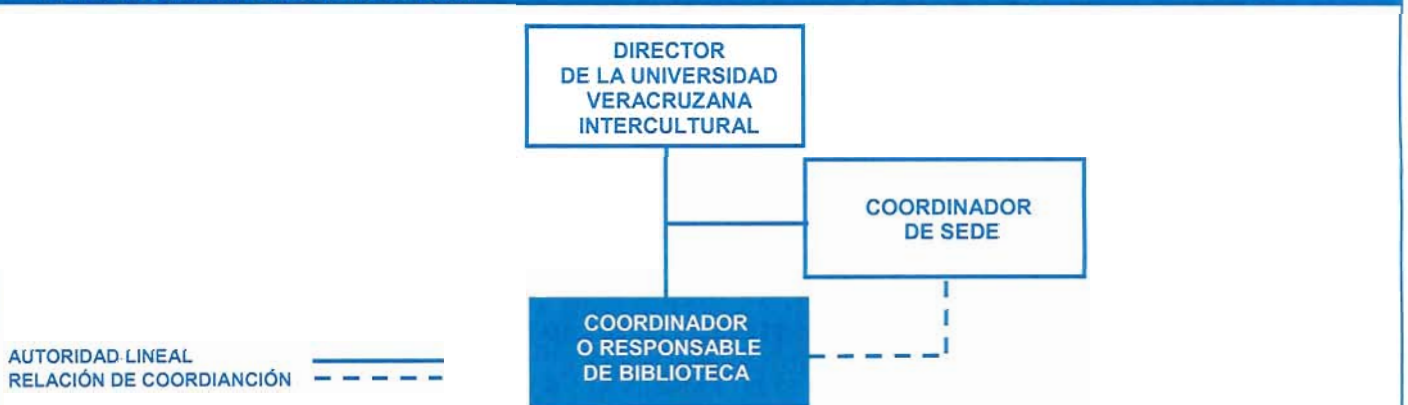 DIRECTOR
DE LA UNIVERSIDAD
VERACRUZANA
INTERCULTURAL
COORDINADOR
DE SEDE
COORDINADOR
O RESPONSABLE
DE BIBLIOTECA
AUTORIDAD LINEAL
RELACIÓN DE COORDIANCIÓN